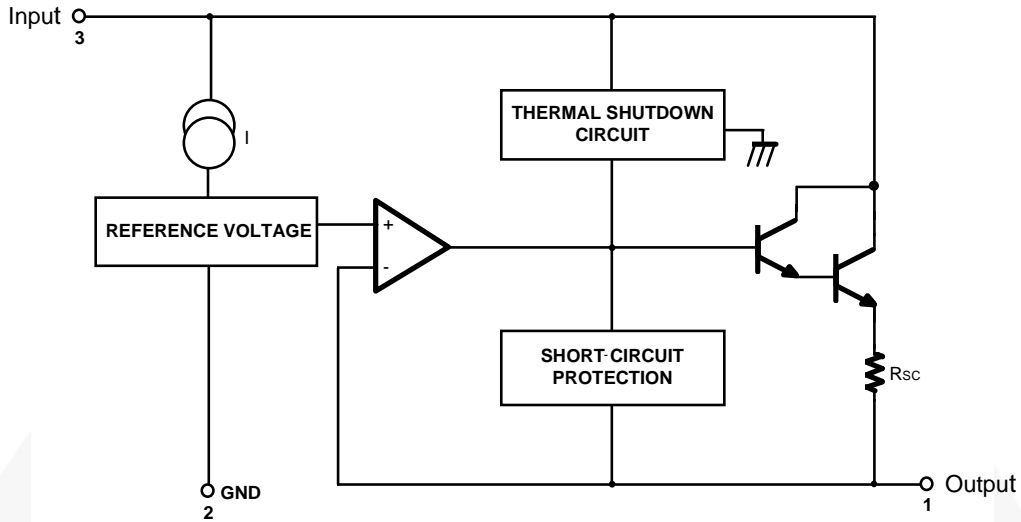 Input
3
THERMAL SHUTDOWN
CIRCUIT
I
REFERENCE VOLTAGE
+
-
SHORT-CIRCUIT
PROTECTION
RSC
GND
2
Output
1